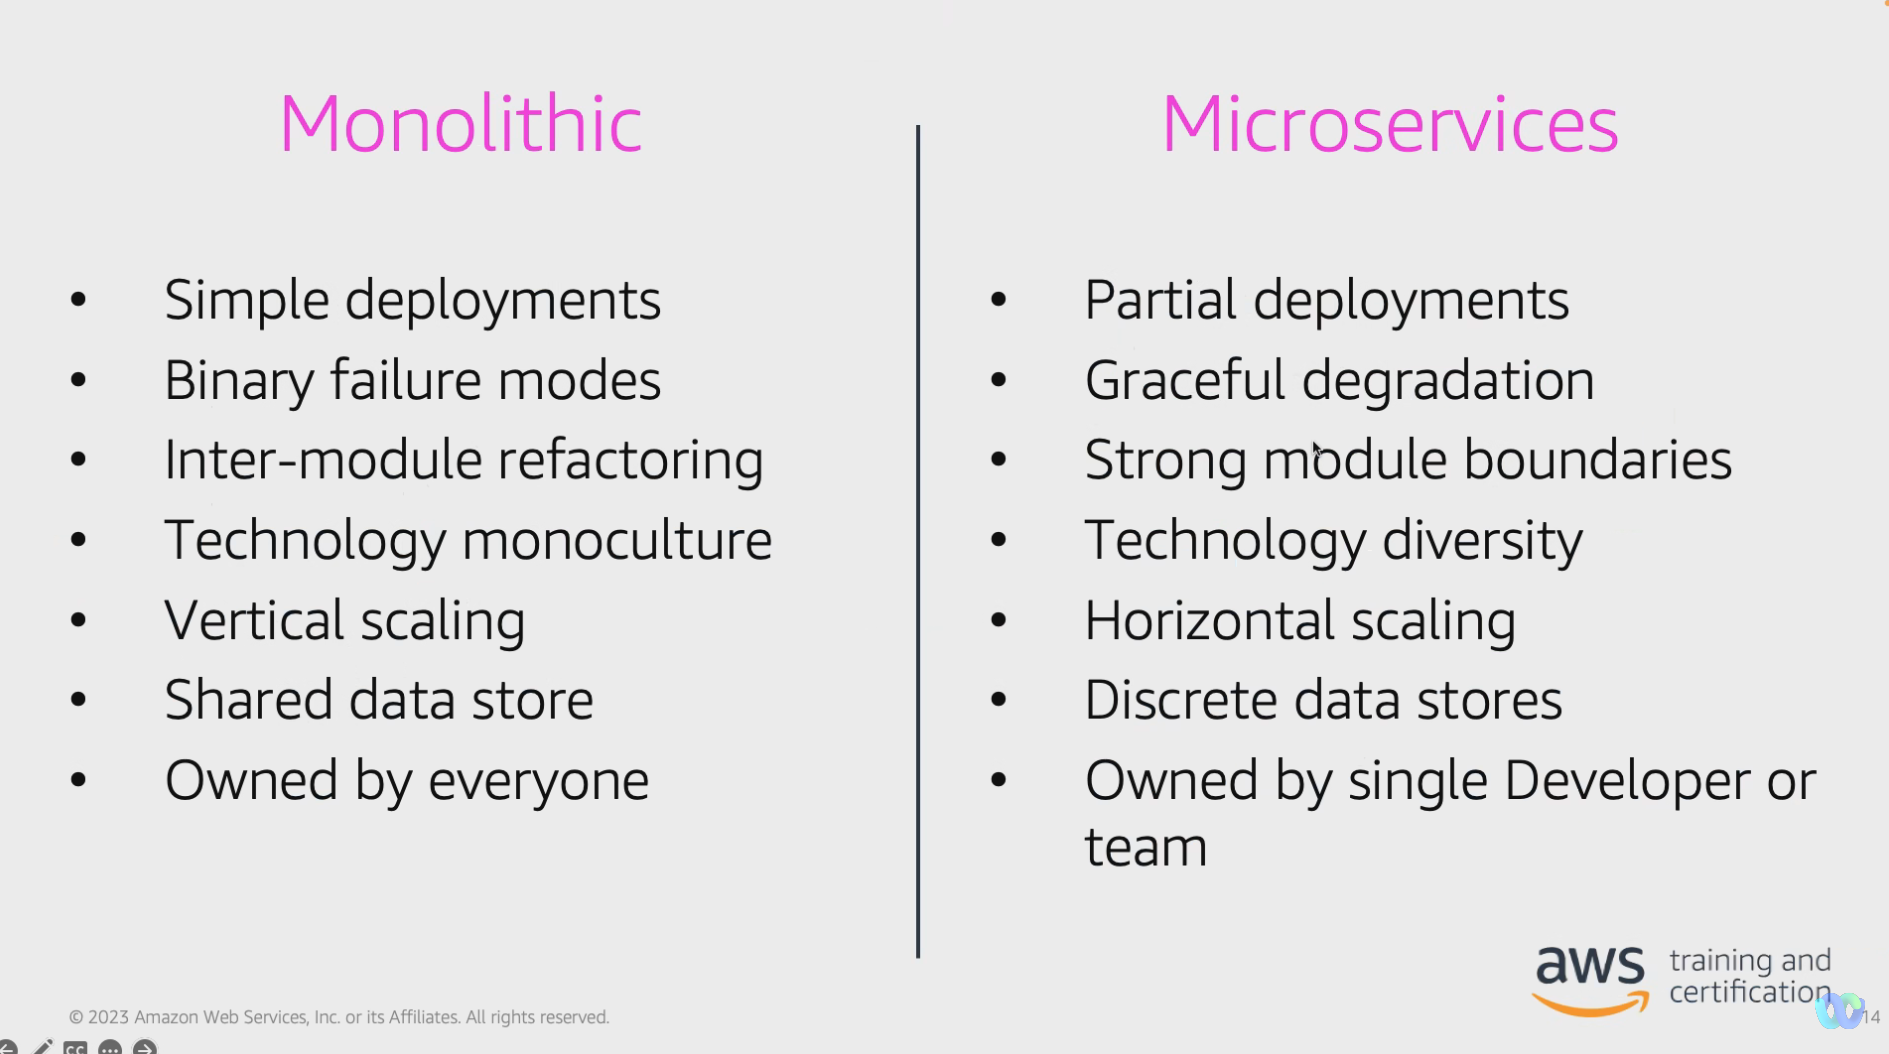 Monolithic
• Simple deployments
• Binary failure modes
• Inter-module refactoring
• Technology monoculture
• Vertical scaling
• Shared data store
• Owned by everyone
Microservices
• Partial deployments
• Graceful degradation
• Strong module boundaries
• Technology diversity
• Horizontal scaling
• Discrete data stores
• Owned by single Developer or
team
aws training and
certification
© 2023 Amazon Web Services, Inc. or its Affiliates. All rights reserved.
14
CC